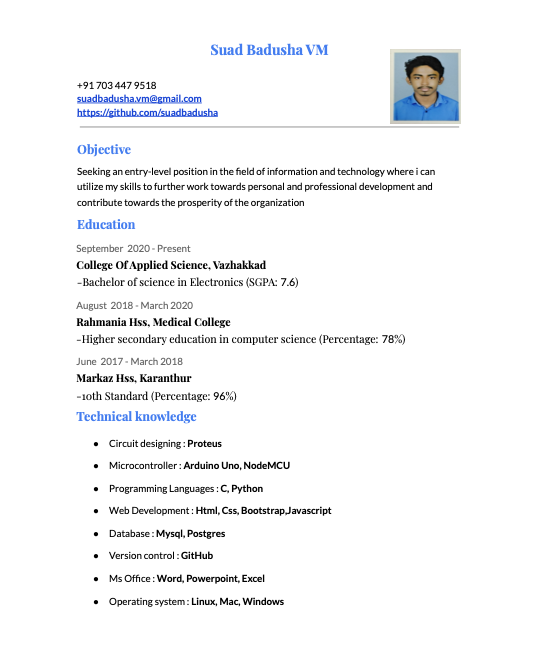 Suad Badusha VM
+91 703 447 9518
suadbadusha.vm@gmail.com
https://github.com/suadbadusha
Objective
Seeking an entry-level position in the field of information and technology where i can
utilize my skills to further work towards personal and professional development and
contribute towards the prosperity of the organization
Education
September 2020 - Present
College Of Applied Science, Vazhakkad
-Bachelor of science in Electronics (SGPA: 7.6)
August 2018 - March 2020
Rahmania Hss, Medical College
-Higher secondary education in computer science (Percentage: 78%)
June 2017 - March 2018
Markaz Hss, Karanthur
-10th Standard (Percentage: 96%)
Technical knowledge
● Circuit designing : Proteus
● Microcontroller : Arduino Uno, NodeMCU
● Programming Languages : C, Python
● Web Development : Html, Css, Bootstrap,Javascript
● Database : Mysql, Postgres
● Version control : GitHub
● Ms Office : Word, Powerpoint, Excel
● Operating system : Linux, Mac, Windows